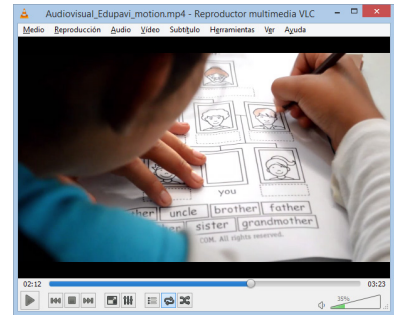 Audiovisual_Edupavi_motion.mp4 - Reproductor multimedia VLC
Medio Reproducción Audio Vídeo Subtítulo Herramientas Ver Ayuda
you
uncle brother father
sister grandmother
COM. All rights reserved.
02:12 03:23
35%